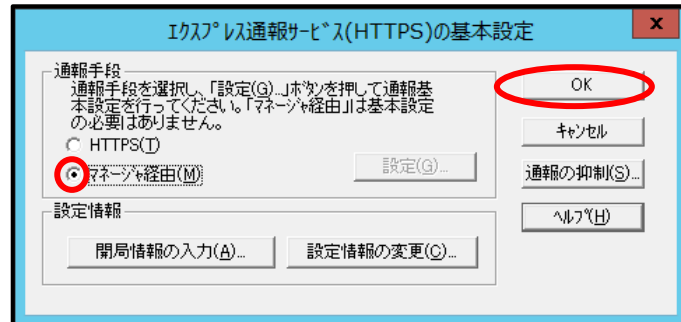 エクスプレス通報サービス(HTTPS)の基本設定
x
通報手段
通報手段を選択し、「設定(G)...」ボタンを押して通報基
本設定を行ってください。「マネージャ経由」は基本設定
の必要はありません。
HTTPS(T)
マネージャ経由(M)
設定(G)...
OK
キャンセル
通報の抑制(S)...
ヘルプ(H)
設定情報
開局情報の入力(A)...
設定情報の変更(C)...